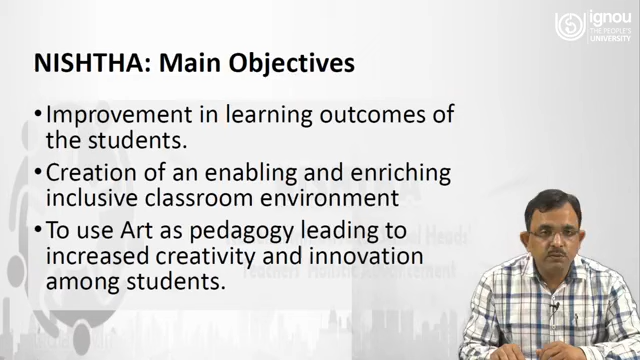 ignou
THE PEOPLE'S
UNIVERSITY
NISHTHA: Main Objectives
•Improvement in learning outcomes of
the students.
•Creation of an enabling and enriching
inclusive classroom environment
•To use Art as pedagogy leading to
increased creativity and innovation
among students.